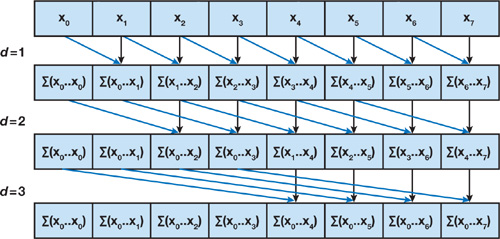 x₀ x₁ x₂ x₃ x₄ x₅ x₆ x₇
d=1
∑(x₀..x₀) ∑(x₀..x₁) ∑(x₁..x₂) ∑(x₂..x₃) ∑(x₃..x₄) ∑(x₄..x₅) ∑(x₅..x₆) ∑(x₆..x₇)
d=2
∑(x₀..x₀) ∑(x₀..x₁) ∑(x₀..x₂) ∑(x₀..x₃) ∑(x₁..x₄) ∑(x₂..x₅) ∑(x₃..x₆) ∑(x₄..x₇)
d=3
∑(x₀..x₀) ∑(x₀..x₁) ∑(x₀..x₂) ∑(x₀..x₃) ∑(x₀..x₄) ∑(x₀..x₅) ∑(x₀..x₆) ∑(x₀..x₇)